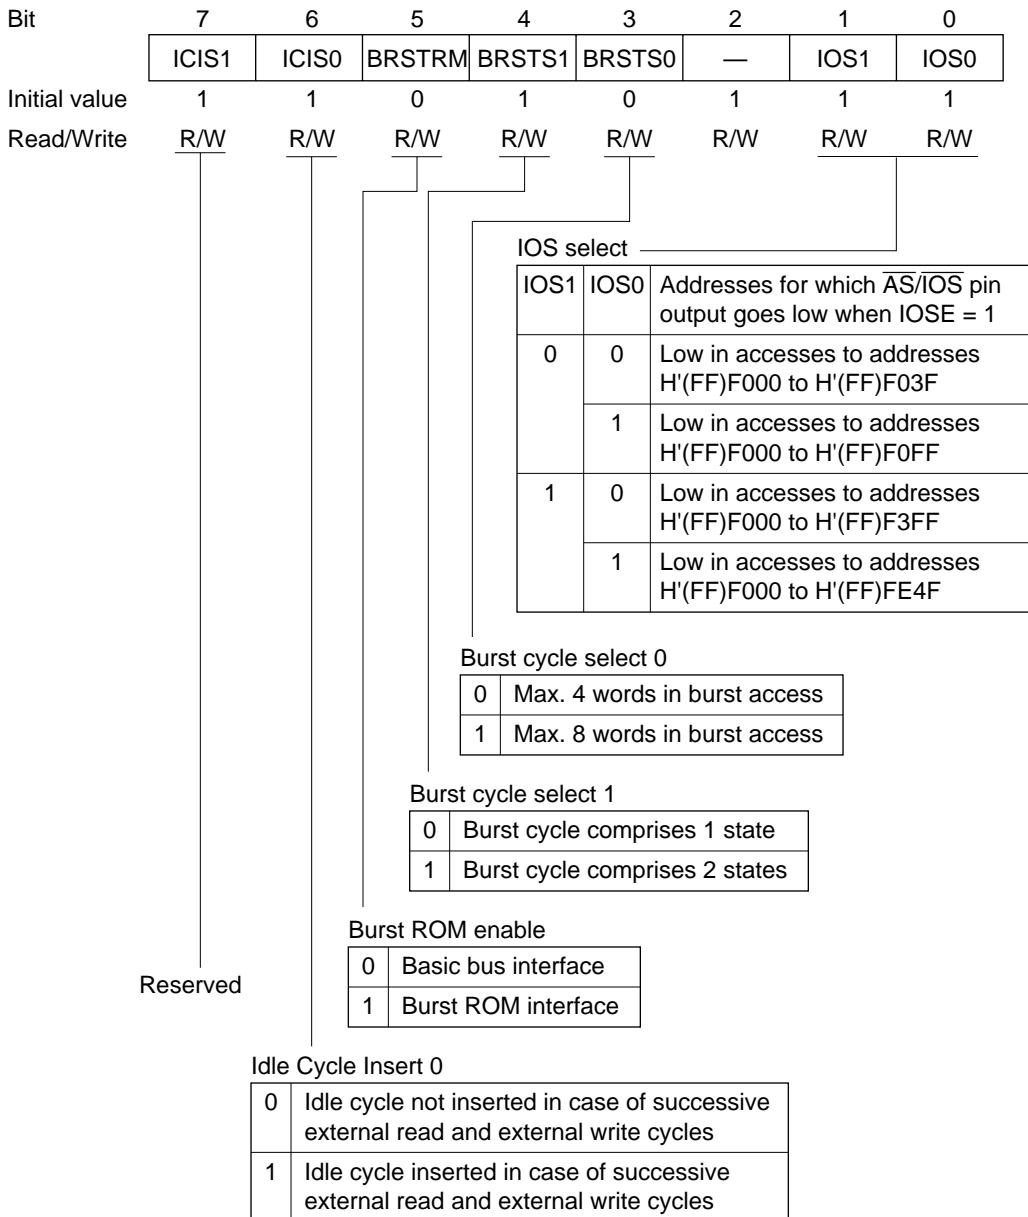 Bit 7 6 5 4 3 2 1 0
ICIS1 ICIS0 BRSTRM BRSTS1 BRSTS0 — IOS1 IOS0
Initial value 1 1 0 1 0 1 1 1
Read/Write R/W R/W R/W R/W R/W R/W R/W R/W
IOS select
IOS1 IOS0 Addresses for which A̅S̅/I̅O̅S̅ pin
output goes low when IOSE = 1
0 0 Low in accesses to addresses
H'(FF)F000 to H'(FF)F03F
1 Low in accesses to addresses
H'(FF)F000 to H'(FF)F0FF
1 0 Low in accesses to addresses
H'(FF)F000 to H'(FF)F3FF
1 Low in accesses to addresses
H'(FF)F000 to H'(FF)FE4F
Burst cycle select 0
0 Max. 4 words in burst access
1 Max. 8 words in burst access
Burst cycle select 1
0 Burst cycle comprises 1 state
1 Burst cycle comprises 2 states
Burst ROM enable
0 Basic bus interface
1 Burst ROM interface
Reserved
Idle Cycle Insert 0
0 Idle cycle not inserted in case of successive
external read and external write cycles
1 Idle cycle inserted in case of successive
external read and external write cycles